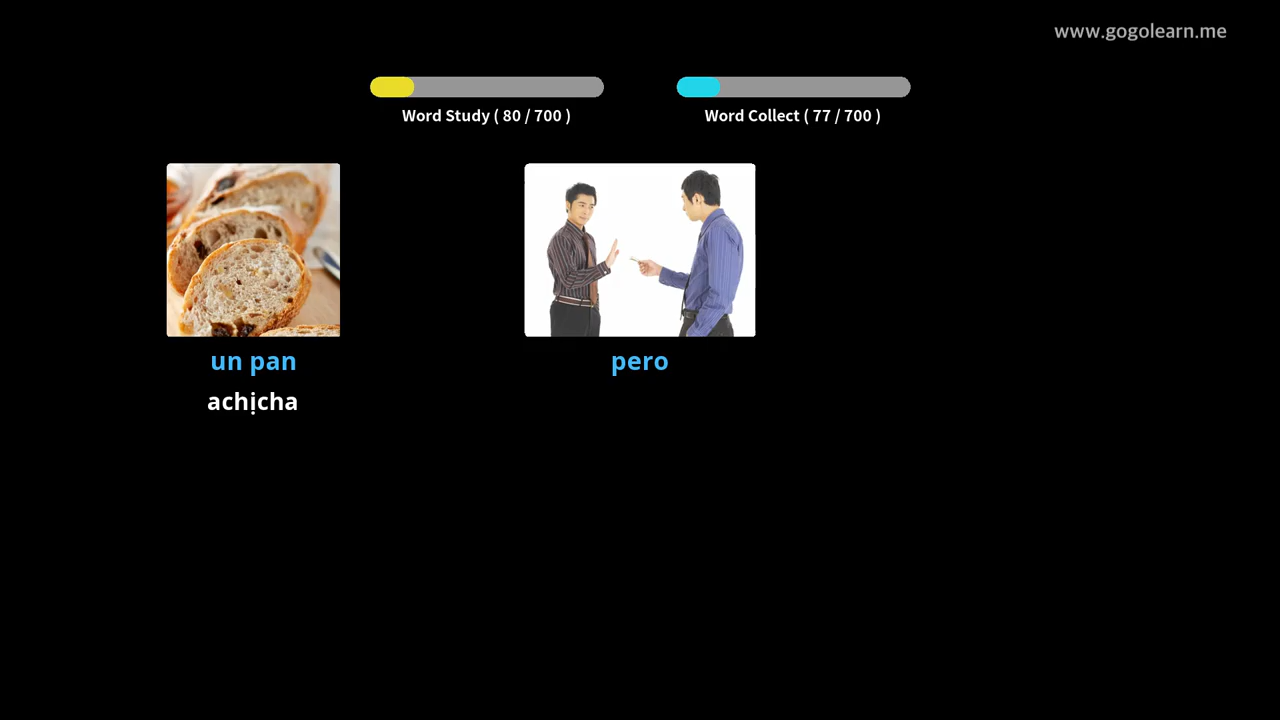 www.gogolearn.me
Word Study ( 80 / 700 )
Word Collect ( 77 / 700 )
un pan
achịcha
pero